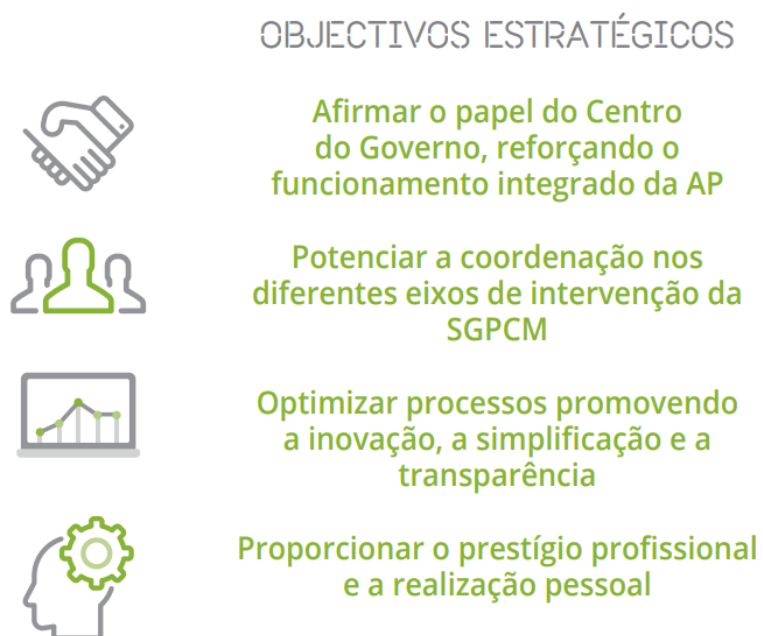 OBJECTIVOS ESTRATÉGICOS
Afirmar o papel do Centro
do Governo, reforçando o
funcionamento integrado da AP
Potenciar a coordenação nos
diferentes eixos de intervenção da
SGPCM
Optimizar processos promovendo
a inovação, a simplificação e a
transparência
Proporcionar o prestígio profissional
e a realização pessoal